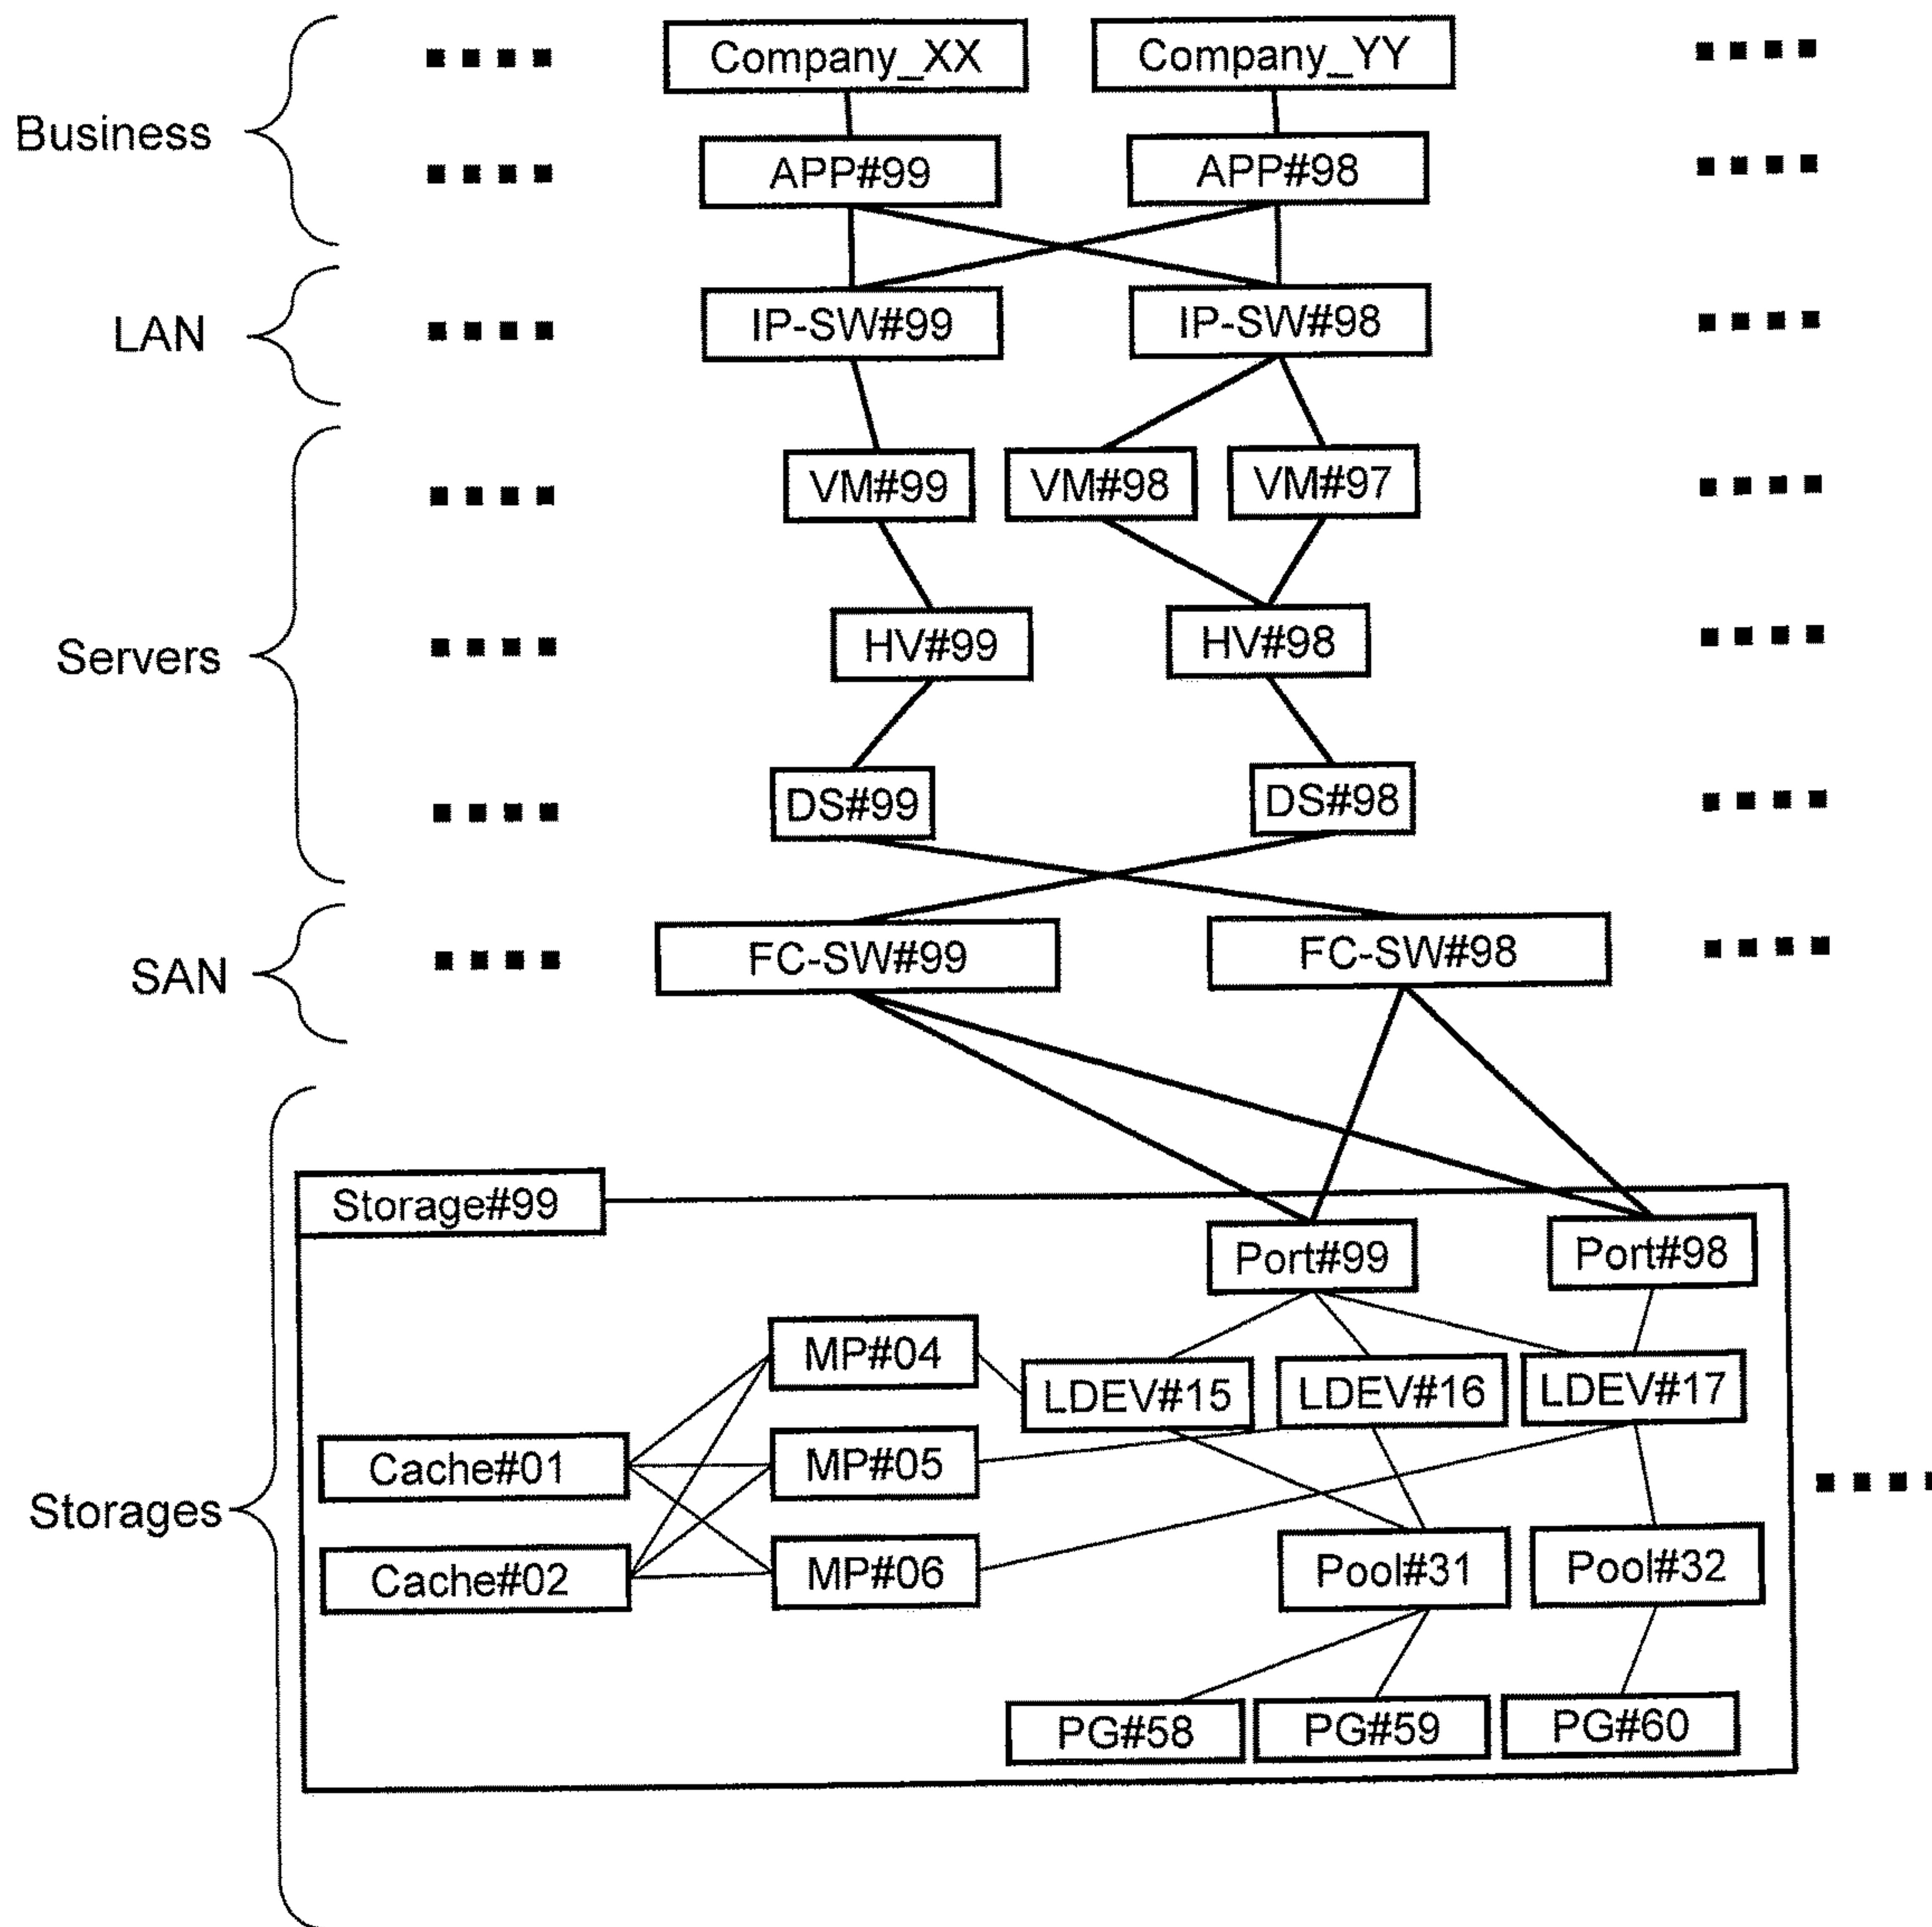 Company_XX
Company_YY
Business
APP#99
APP#98
LAN
IP-SW#99
IP-SW#98
VM#99
VM#98
VM#97
Servers
HV#99
HV#98
DS#99
DS#98
SAN
FC-SW#99
FC-SW#98
Storage#99
Port#99
Port#98
MP#04
LDEV#15
LDEV#16
LDEV#17
Cache#01
MP#05
Storages
Cache#02
MP#06
Pool#31
Pool#32
PG#58
PG#59
PG#60